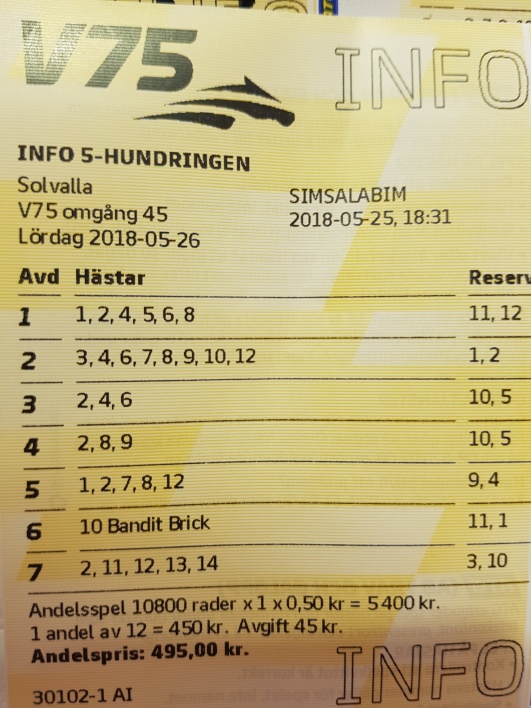 V75 INFO
INFO 5-HUNDRINGEN
Solvalla
V75 omgång 45
Lördag 2018-05-26
SIMSALABIM
2018-05-25, 18:31
Avd Hästar Reserv
1 1, 2, 4, 5, 6, 8 11, 12
2 3, 4, 6, 7, 8, 9, 10, 12 1, 2
3 2, 4, 6 10, 5
4 2, 8, 9 10, 5
5 1, 2, 7, 8, 12 9, 4
6 10 Bandit Brick 11, 1
7 2, 11, 12, 13, 14 3, 10
Andelsspel 10800 rader x 1 x 0,50 kr = 5 400 kr.
1 andel av 12 = 450 kr. Avgift 45 kr.
Andelspris: 495,00 kr.
30102-1 AI
INFO